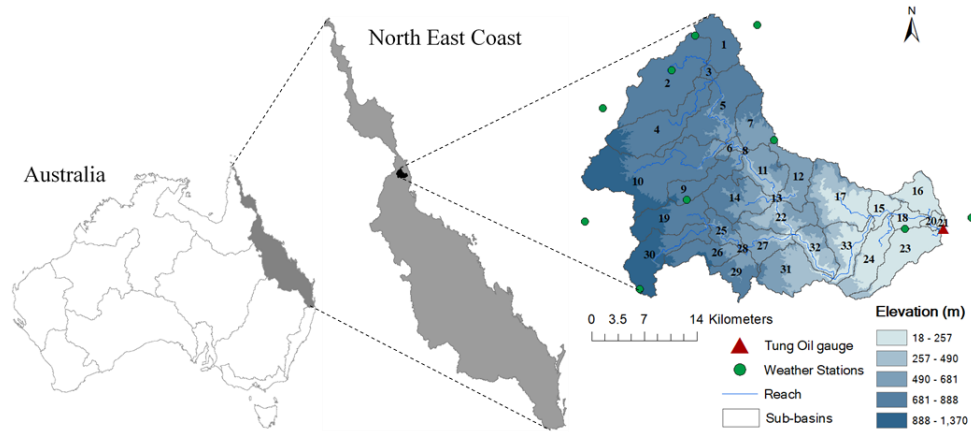 North East Coast
Australia
N
1
2
3
5
4
7
6
8
10
11
12
9
14
13
17
16
15
19
22
18
20
21
25
23
30
26
28
27
32
33
24
29
31
0 3.5 7 14 Kilometers
Tung Oil gauge
Weather Stations
Reach
Sub-basins
Elevation (m)
18 - 257
257 - 490
490 - 681
681 - 888
888 - 1,370